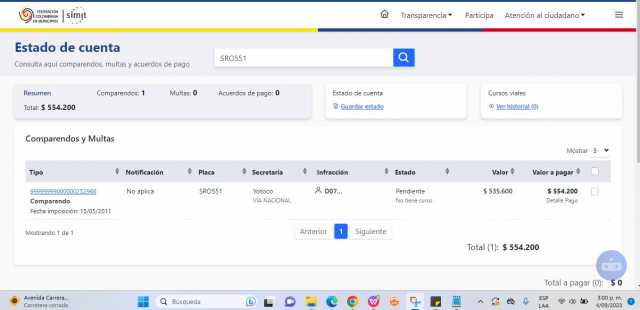 FEDERACIÓN
COLOMBIANA
DE MUNICIPIOS
simit
Transparencia
Participa
Atención al ciudadano
Estado de cuenta
Consulta aquí comparendos, multas y acuerdos de pago
SRO551
Resumen
Comparendos: 1
Multas: 0
Acuerdos de pago: 0
Total: $ 554.200
Estado de cuenta
Guardar estado
Cursos viales
Ver historial (0)
Comparendos y Multas
Mostrar 5
Tipo Notificación Placa Secretaría Infracción Estado Valor Valor a pagar
No aplica SRO551 Yotoco D07... Pendiente $ 535.600 $ 554.200
VÍA NACIONAL No tiene curso Detalle Pago
Comparendo
Fecha imposición: 15/05/2011
Mostrando 1 de 1
Anterior 1 Siguiente
Total (1): $ 554.200
Total a pagar (0): $ 0
Avenida Carrera...
Carretera cerrada
Búsqueda
ESP
LAA
3:00 p. m.
4/09/2023